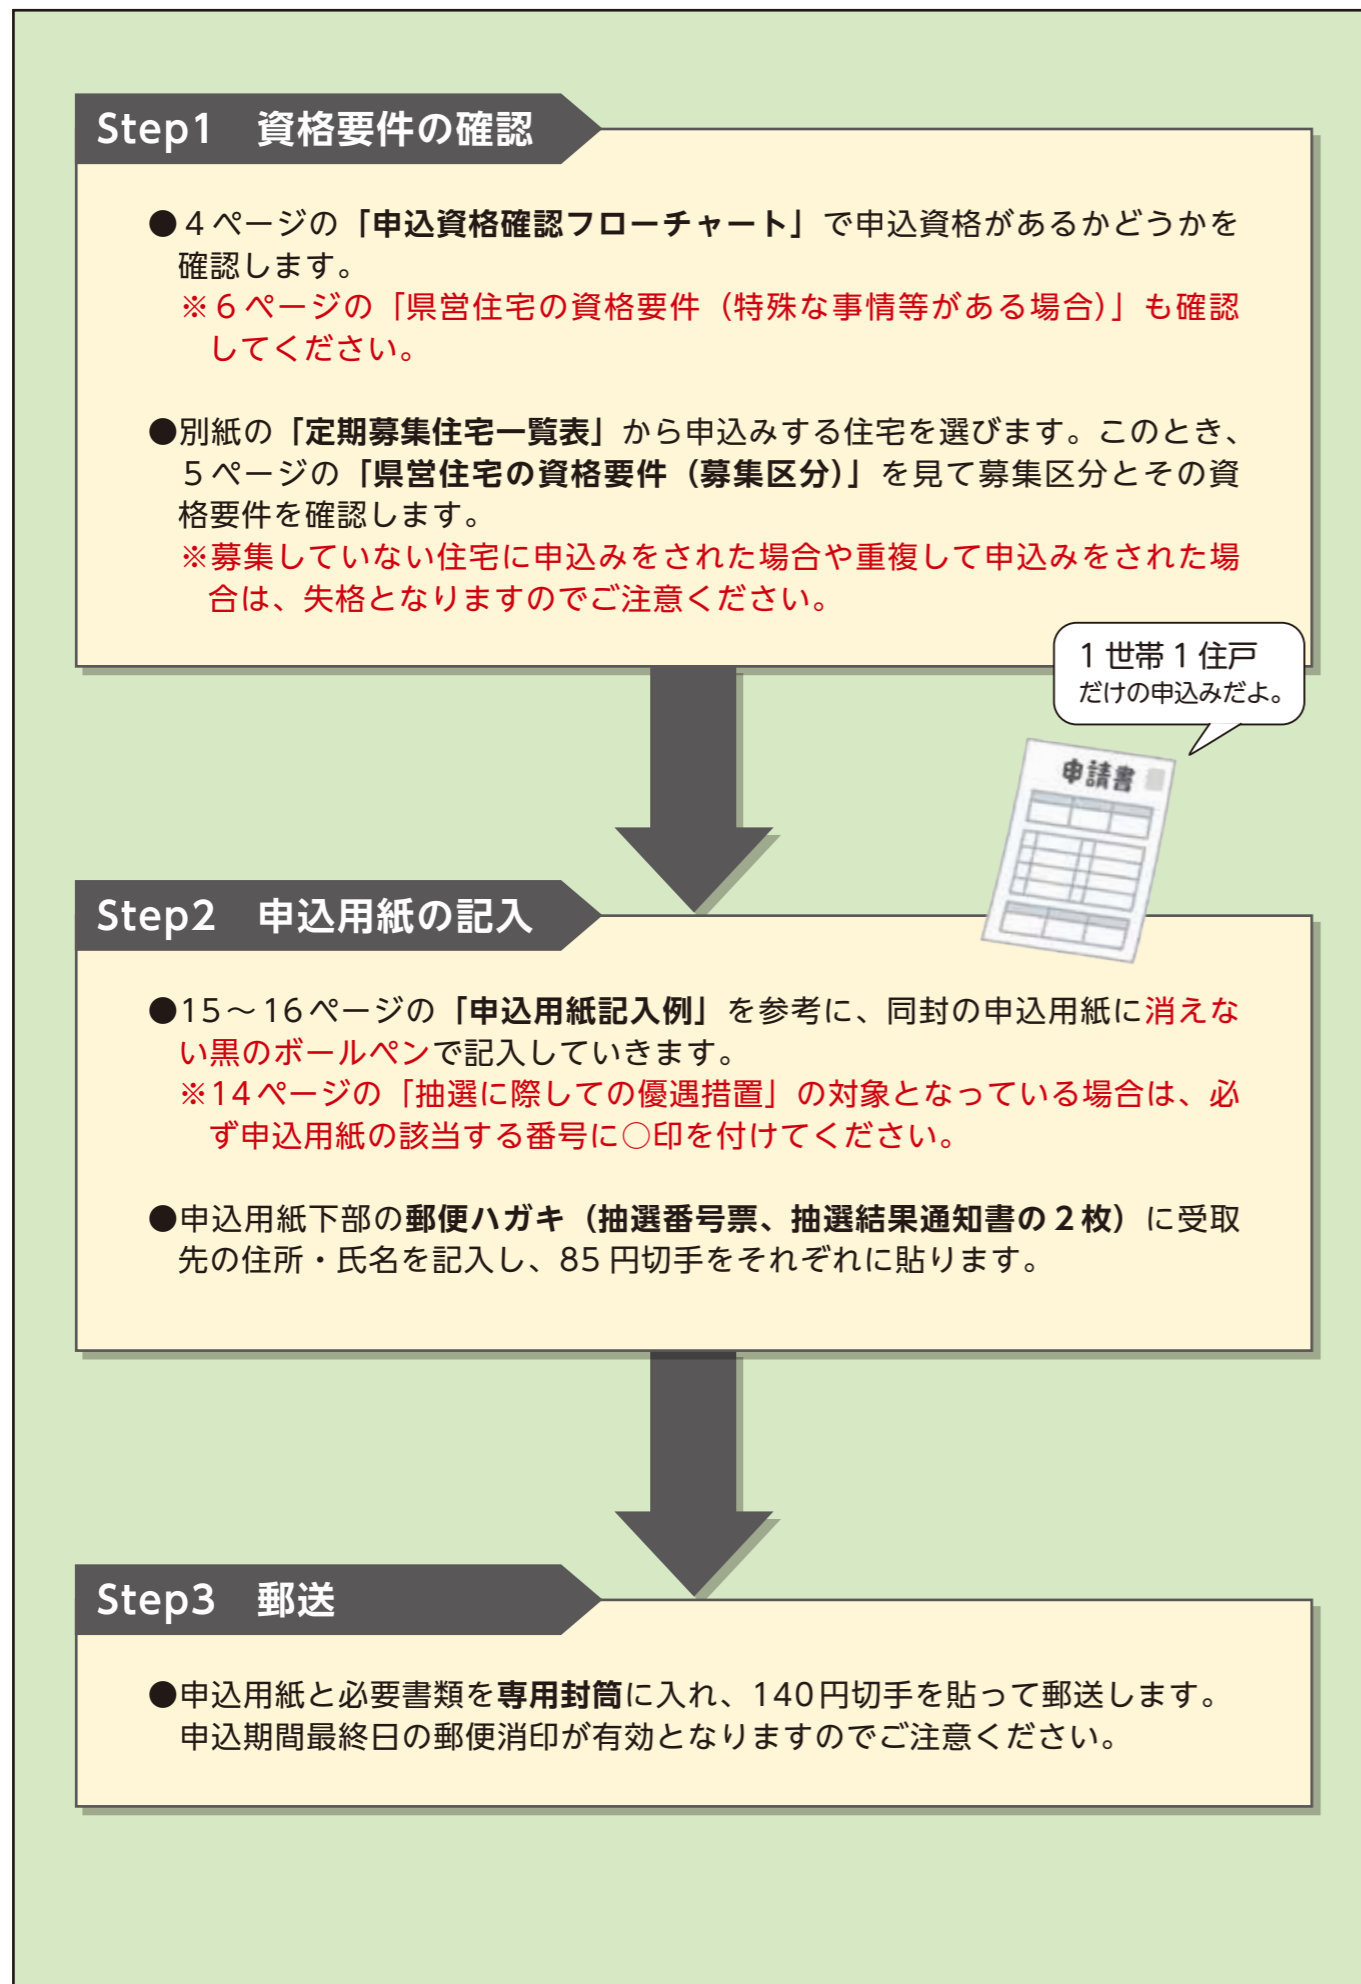 Step1　資格要件の確認
●４ページの「申込資格確認フローチャート」で申込資格があるかどうかを
確認します。
※６ページの「県営住宅の資格要件（特殊な事情等がある場合）」も確認
してください。
●別紙の「定期募集住宅一覧表」から申込みする住宅を選びます。このとき、
５ページの「県営住宅の資格要件（募集区分）」を見て募集区分とその資
格要件を確認します。
※募集していない住宅に申込みをされた場合や重複して申込みをされた場
合は、失格となりますのでご注意ください。
1世帯1住戸
だけの申込みだよ。
申請書
Step2　申込用紙の記入
●15～16ページの「申込用紙記入例」を参考に、同封の申込用紙に消えな
い黒のボールペンで記入していきます。
※14ページの「抽選に際しての優遇措置」の対象となっている場合は、必
ず申込用紙の該当する番号に○印を付けてください。
●申込用紙下部の郵便ハガキ（抽選番号票、抽選結果通知書の２枚）に受取
先の住所・氏名を記入し、85円切手をそれぞれに貼ります。
Step3　郵送
●申込用紙と必要書類を専用封筒に入れ、140円切手を貼って郵送します。
申込期間最終日の郵便消印が有効となりますのでご注意ください。